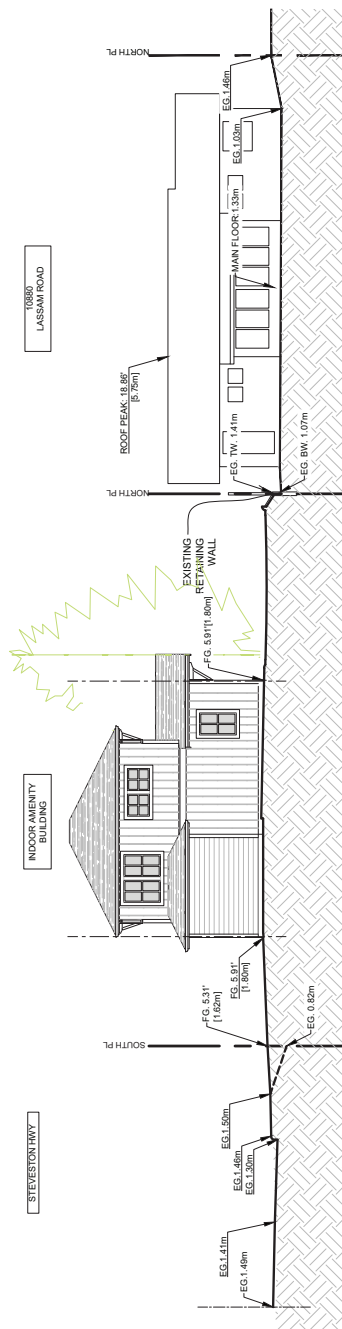 STEVESTON HWY
INDOOR AMENITY
BUILDING
10880
LASSAM ROAD
SOUTH PL
NORTH PL
NORTH PL
ROOF PEAK: 18.86'
[5.75m]
EXISTING
RETAINING
WALL
EG.1.49m
EG.1.41m
EG.1.30m
EG.1.46m
EG.1.50m
EG. 0.82m
FG. 5.31'
[1.62m]
FG. 5.91'
[1.80m]
FG. 5.91'[1.80m]
EG. TW. 1.41m
EG. BW. 1.07m
MAIN FLOOR:1.33m
EG.1.03m
EG.1.46m